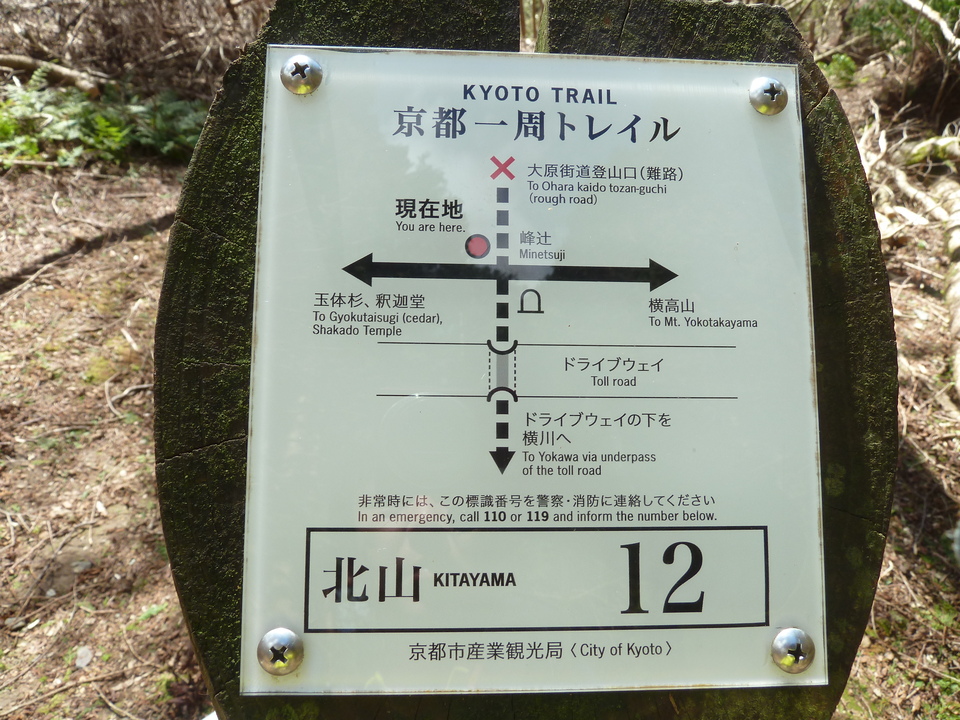 KYOTO TRAIL
京都一周トレイル
大原街道登山口(難路)
To Ohara kaido tozan-guchi
(rough road)
現在地
You are here.
峰辻
Minetsuji
玉体杉、釈迦堂
To Gyokutaisugi (cedar),
Shakado Temple
横高山
To Mt. Yokotakayama
ドライブウェイ
Toll road
ドライブウェイの下を
横川へ
To Yokawa via underpass
of the toll road
非常時には、この標識番号を警察・消防に連絡してください
In an emergency, call 110 or 119 and inform the number below.
北山 KITAYAMA 12
京都市産業観光局〈City of Kyoto〉